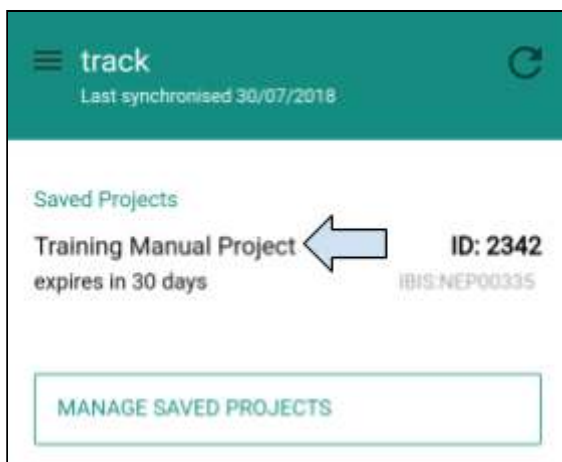 track
Last synchronised 30/07/2018
Saved Projects
Training Manual Project ID: 2342
expires in 30 days IBIS:NEP00335
MANAGE SAVED PROJECTS